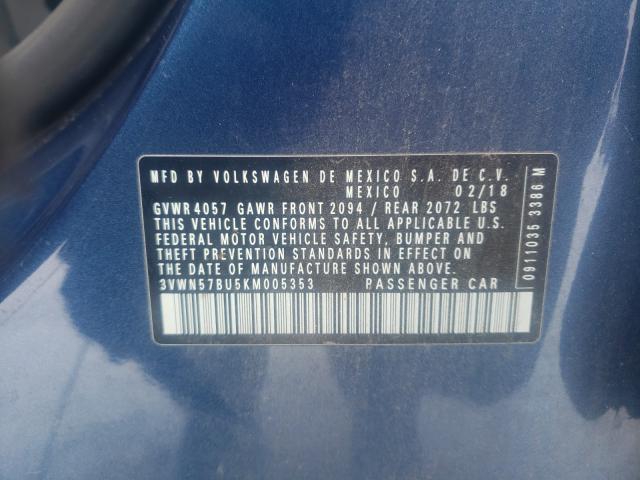 MFD BY VOLKSWAGEN DE MEXICO S.A. DE C.V.
MEXICO 02/18
GVWR4057 GAWR FRONT 2094 / REAR 2072 LBS
THIS VEHICLE CONFORMS TO ALL APPLICABLE U.S.
FEDERAL MOTOR VEHICLE SAFETY, BUMPER AND
THEFT PREVENTION STANDARDS IN EFFECT ON
THE DATE OF MANUFACTURE SHOWN ABOVE.
3VWN57BU5KM005353 PASSENGER CAR
0911035 3386 M